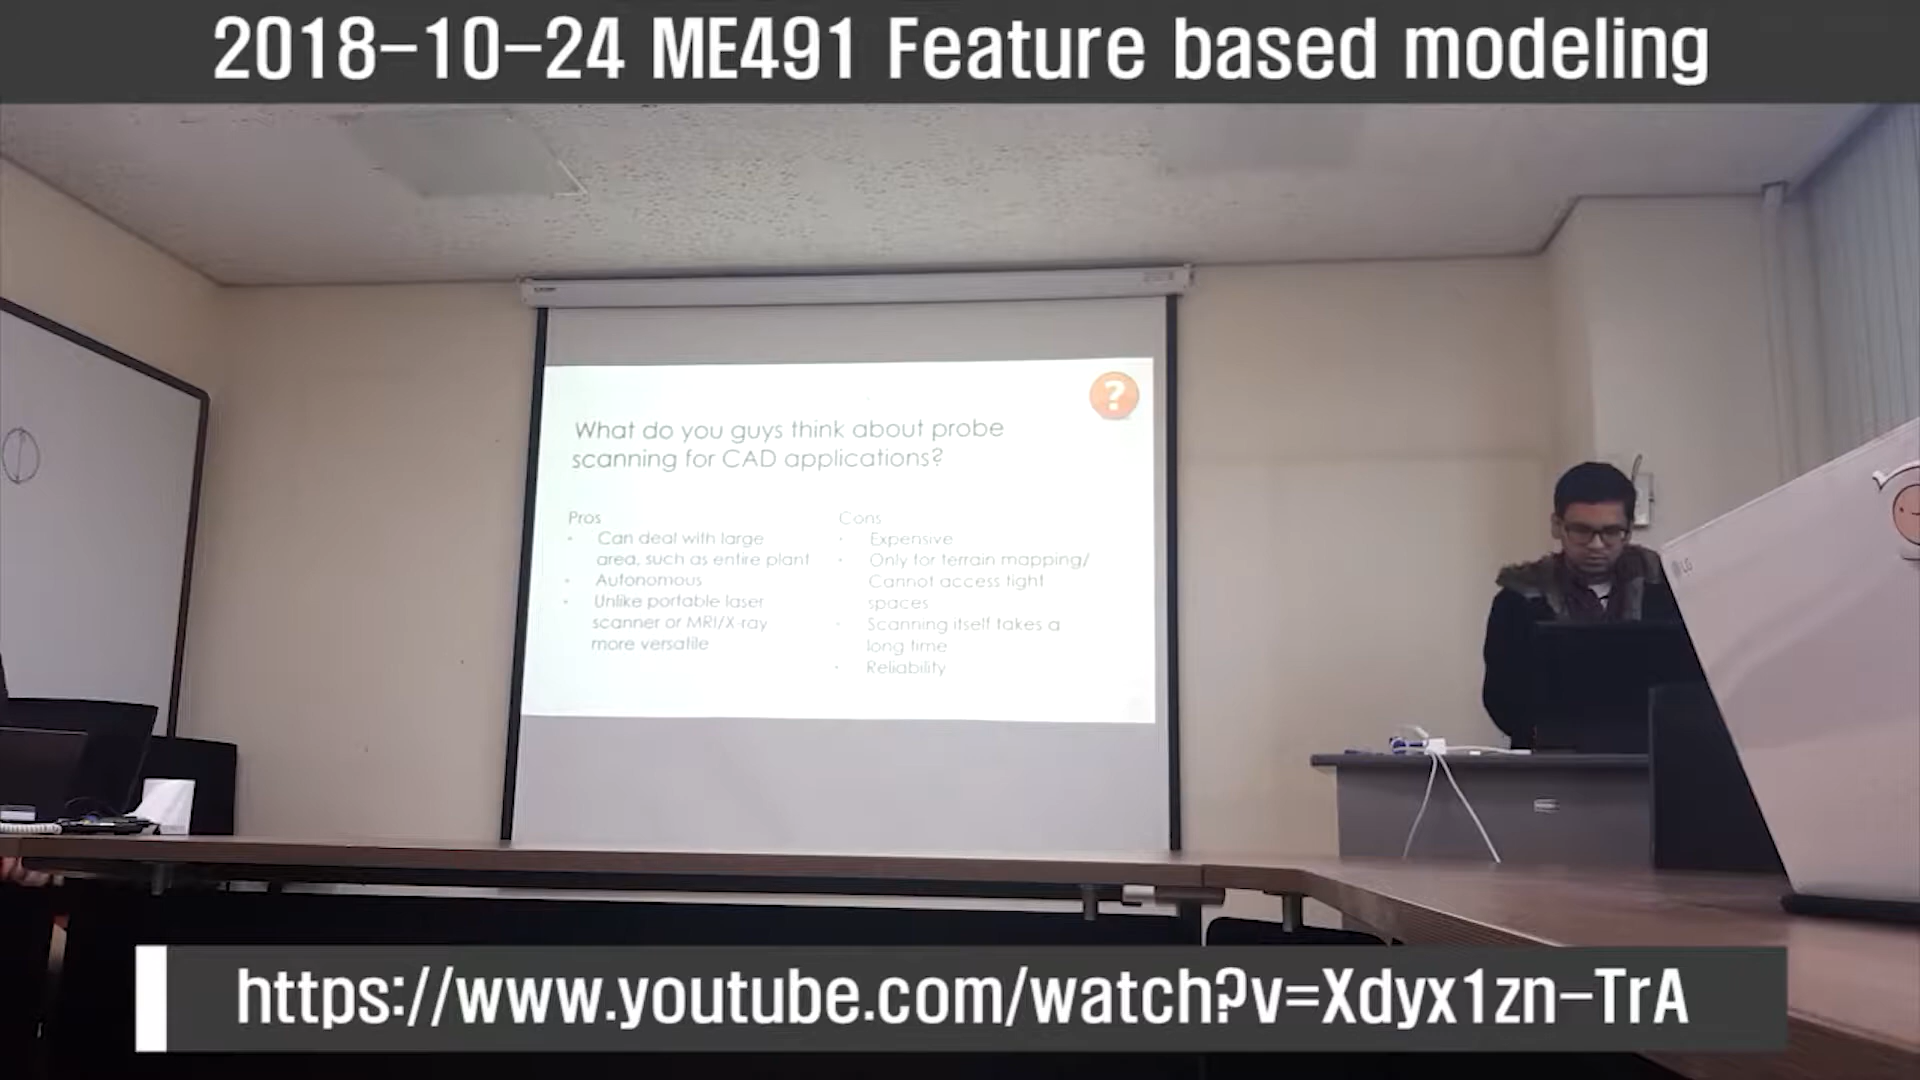 2018-10-24 ME491 Feature based modeling
?
What do you guys think about probe
scanning for CAD applications?
Pros
• Can deal with large
area, such as entire plant
• Autonomous
• Unlike portable laser
scanner or MRI/X-ray
more versatile
Cons
• Expensive
• Only for terrain mapping/
Cannot access tight
spaces
• Scanning itself takes a
long time
• Reliability
LG
https://www.youtube.com/watch?v=Xdyx1zn-TrA